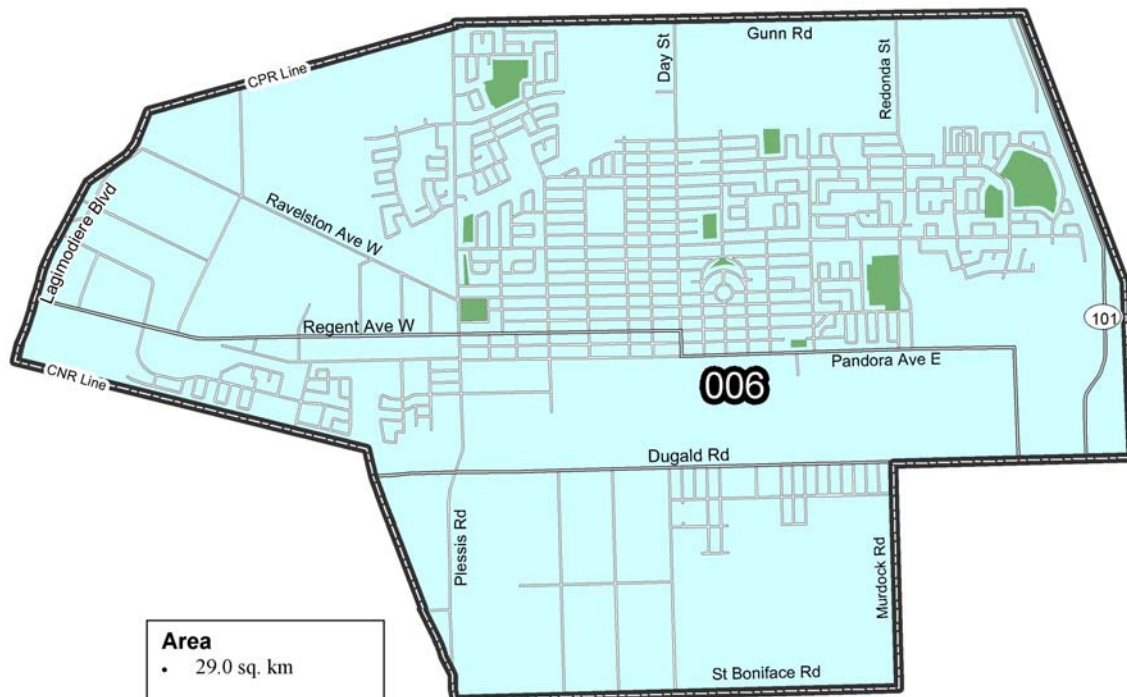 Gunn Rd
Day St
Redonda St
CPR Line
Lagimodiere Blvd
Ravelston Ave W
101
Regent Ave W
Pandora Ave E
CNR Line
006
Dugald Rd
Plessis Rd
Murdock Rd
Area
• 29.0 sq. km
St Boniface Rd